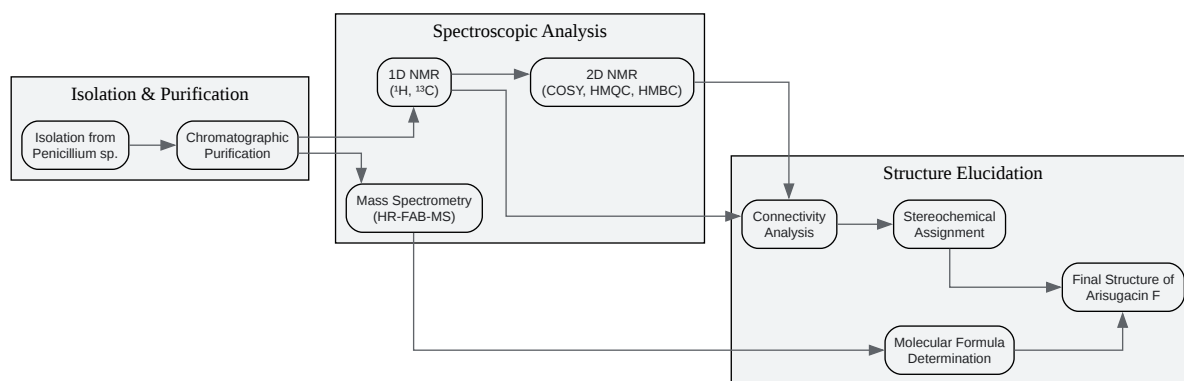 Isolation & Purification
Isolation from
Penicillium sp.
Chromatographic
Purification
Spectroscopic Analysis
1D NMR
(¹H, ¹³C)
2D NMR
(COSY, HMQC, HMBC)
Mass Spectrometry
(HR-FAB-MS)
Structure Elucidation
Connectivity
Analysis
Stereochemical
Assignment
Final Structure of
Arisugacin F
Molecular Formula
Determination